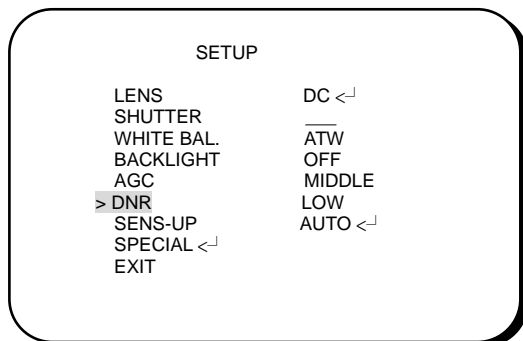 SETUP
LENS DC <┘
SHUTTER ___
WHITE BAL. ATW
BACKLIGHT OFF
AGC MIDDLE
> DNR LOW
SENS-UP AUTO <┘
SPECIAL <┘
EXIT